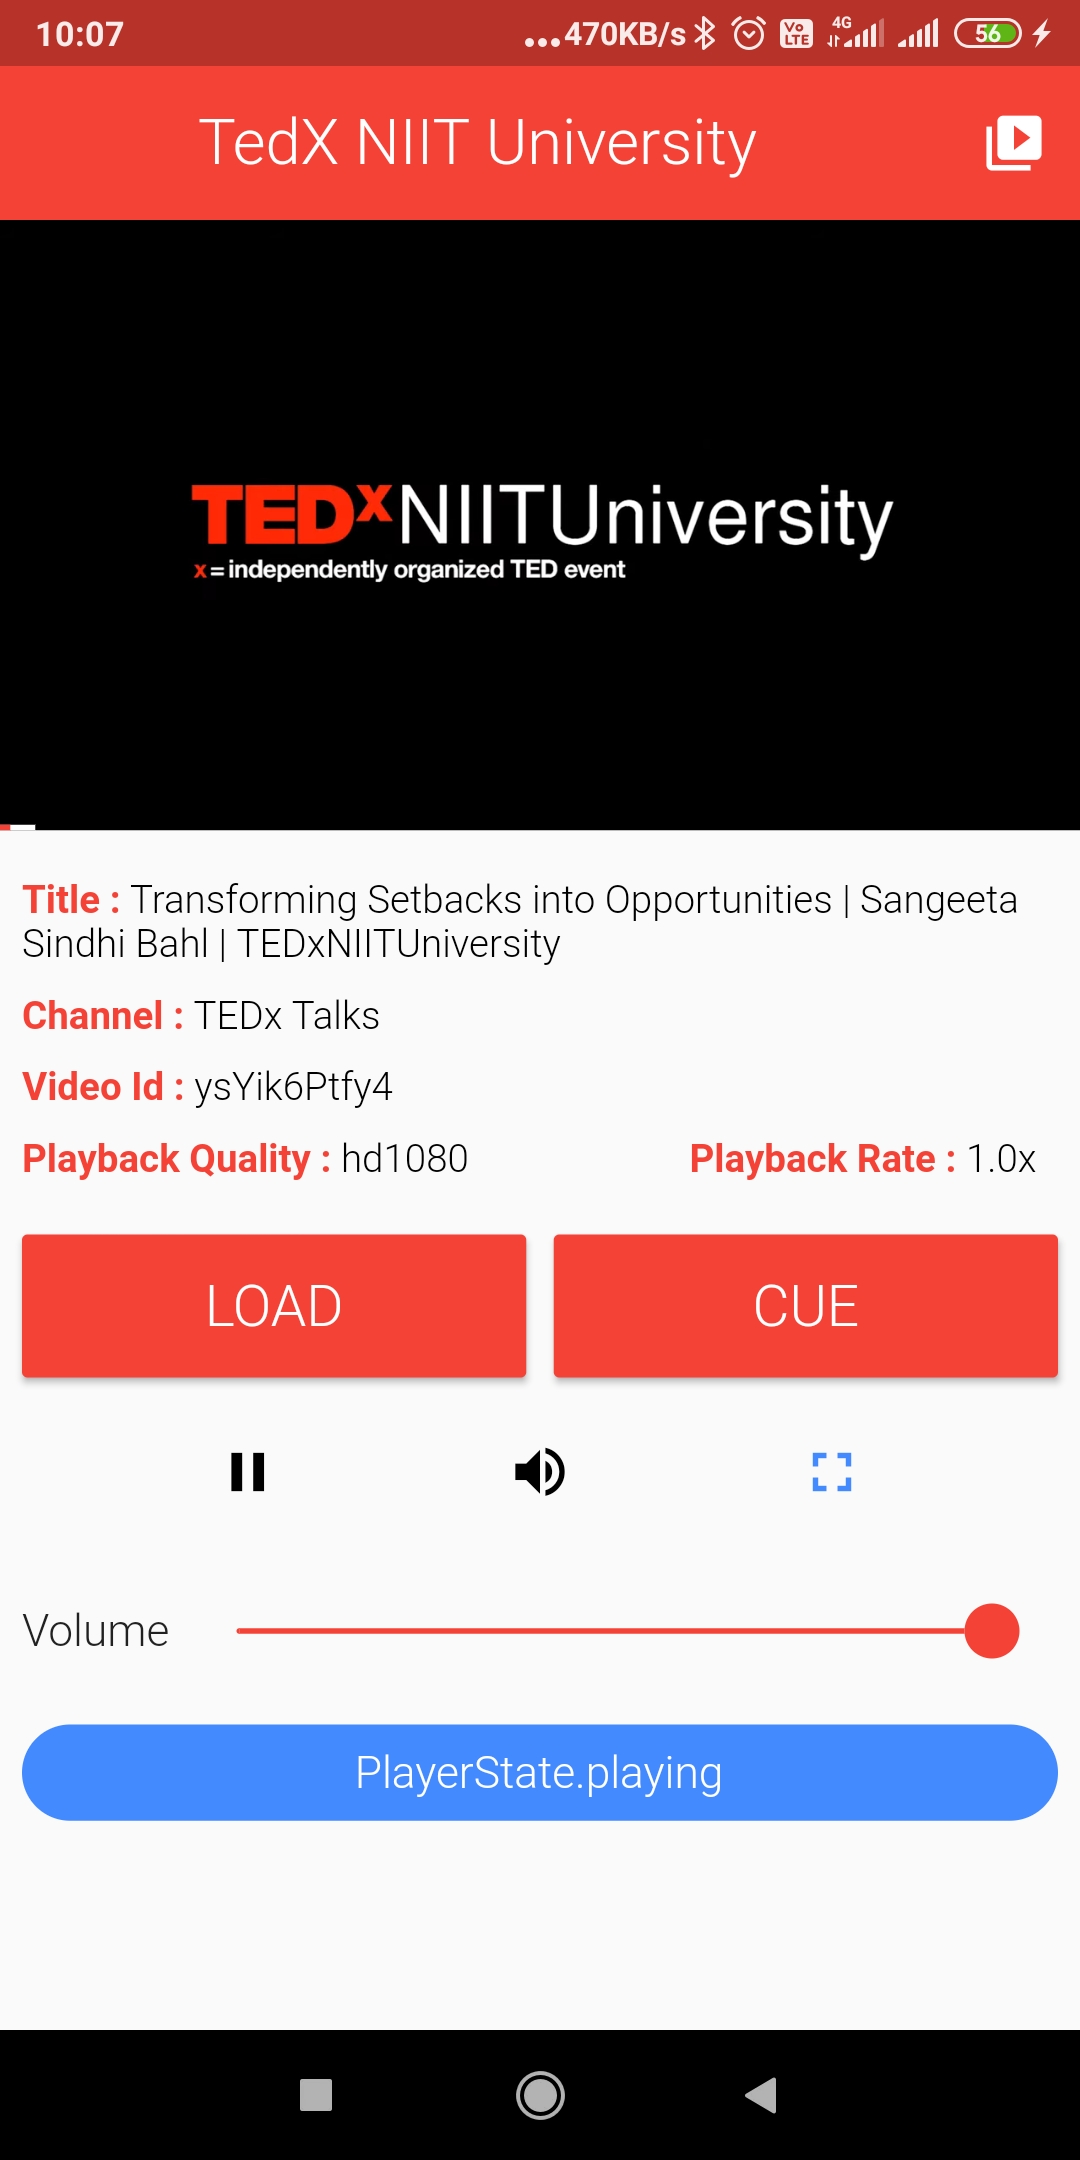 10:07
...470KB/s Vo LTE 4G 56
TedX NIIT University
TEDxNIITUniversity
x = independently organized TED event
Title : Transforming Setbacks into Opportunities | Sangeeta
Sindhi Bahl | TEDxNIITUniversity
Channel : TEDx Talks
Video Id : ysYik6Ptfy4
Playback Quality : hd1080 Playback Rate : 1.0x
LOAD CUE
Volume
PlayerState.playing